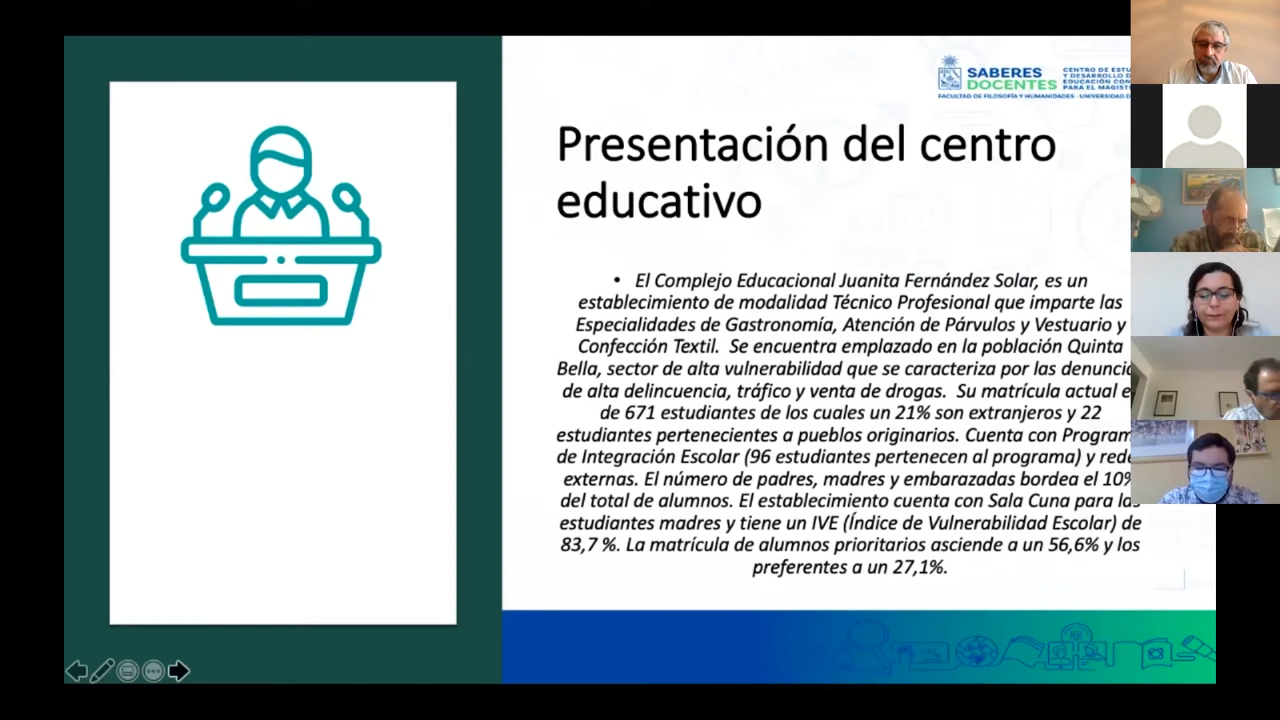 SABERES
DOCENTES
CENTRO DE
Y DESARROLLO
EDUCACIÓN
PARA EL
FACULTAD DE FILOSOFÍA Y HUMANIDADES - UNIVERSIDAD
Presentación del centro
educativo
• El Complejo Educacional Juanita Fernández Solar, es un
establecimiento de modalidad Técnico Profesional que imparte las
Especialidades de Gastronomía, Atención de Párvulos y Vestuario y
Confección Textil. Se encuentra emplazado en la población Quinta
Bella, sector de alta vulnerabilidad que se caracteriza por las
de alta delincuencia, tráfico y venta de drogas. Su matrícula actual
de 671 estudiantes de los cuales un 21% son extranjeros y 22
estudiantes pertenecientes a pueblos originarios. Cuenta con
de Integración Escolar (96 estudiantes pertenecen al programa) y
externas. El número de padres, madres y embarazadas bordea el 10%
del total de alumnos. El establecimiento cuenta con Sala Cuna para las
estudiantes madres y tiene un IVE (Índice de Vulnerabilidad Escolar) de
83,7 %. La matrícula de alumnos prioritarios asciende a un 56,6% y los
preferentes a un 27,1%.